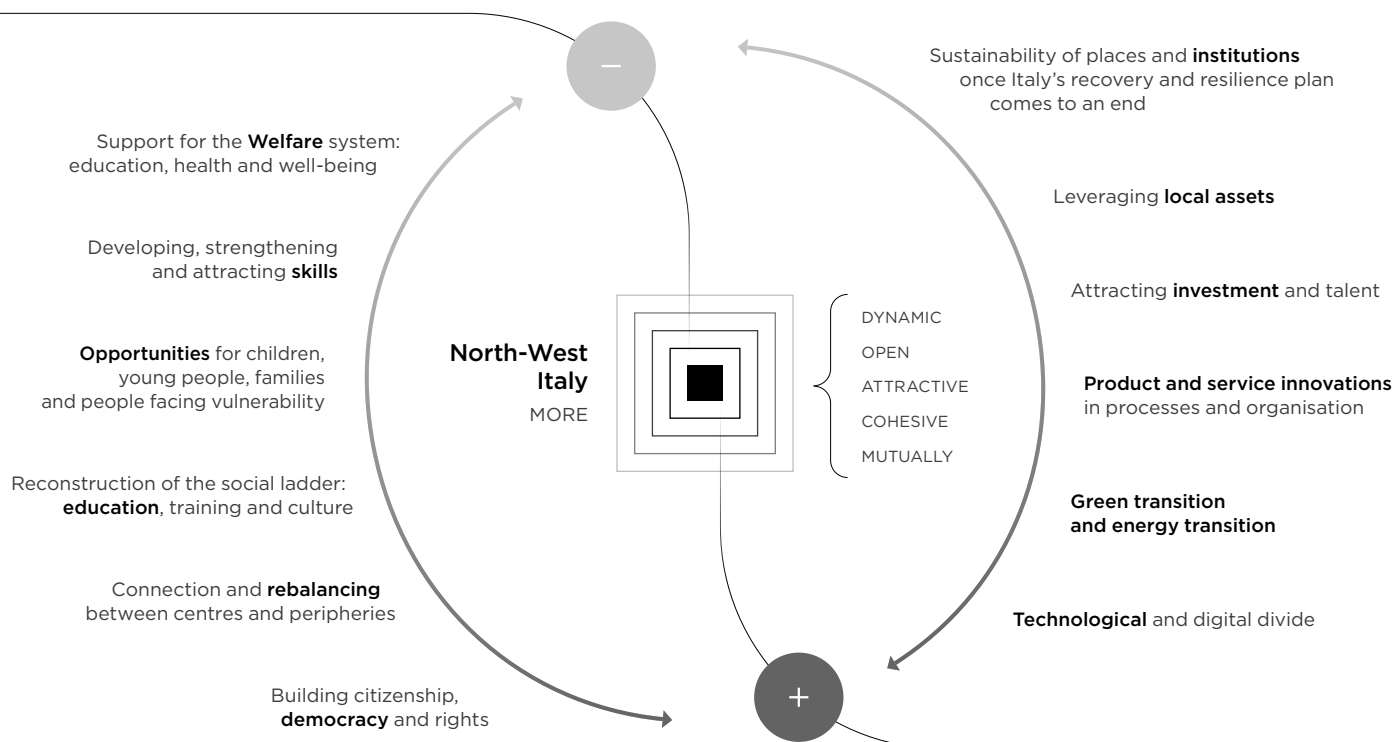 −
Support for the Welfare system:
education, health and well-being
Developing, strengthening
and attracting skills
Opportunities for children,
young people, families
and people facing vulnerability
Reconstruction of the social ladder:
education, training and culture
Connection and rebalancing
between centres and peripheries
Building citizenship,
democracy and rights
North-West
Italy
MORE
DYNAMIC
OPEN
ATTRACTIVE
COHESIVE
MUTUALLY
Sustainability of places and institutions
once Italy's recovery and resilience plan
comes to an end
Leveraging local assets
Attracting investment and talent
Product and service innovations
in processes and organisation
Green transition
and energy transition
Technological and digital divide
+